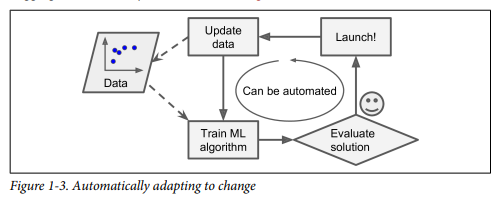 Update
data
Launch!
Data
Can be automated
Train ML
algorithm
Evaluate
solution
Figure 1-3. Automatically adapting to change